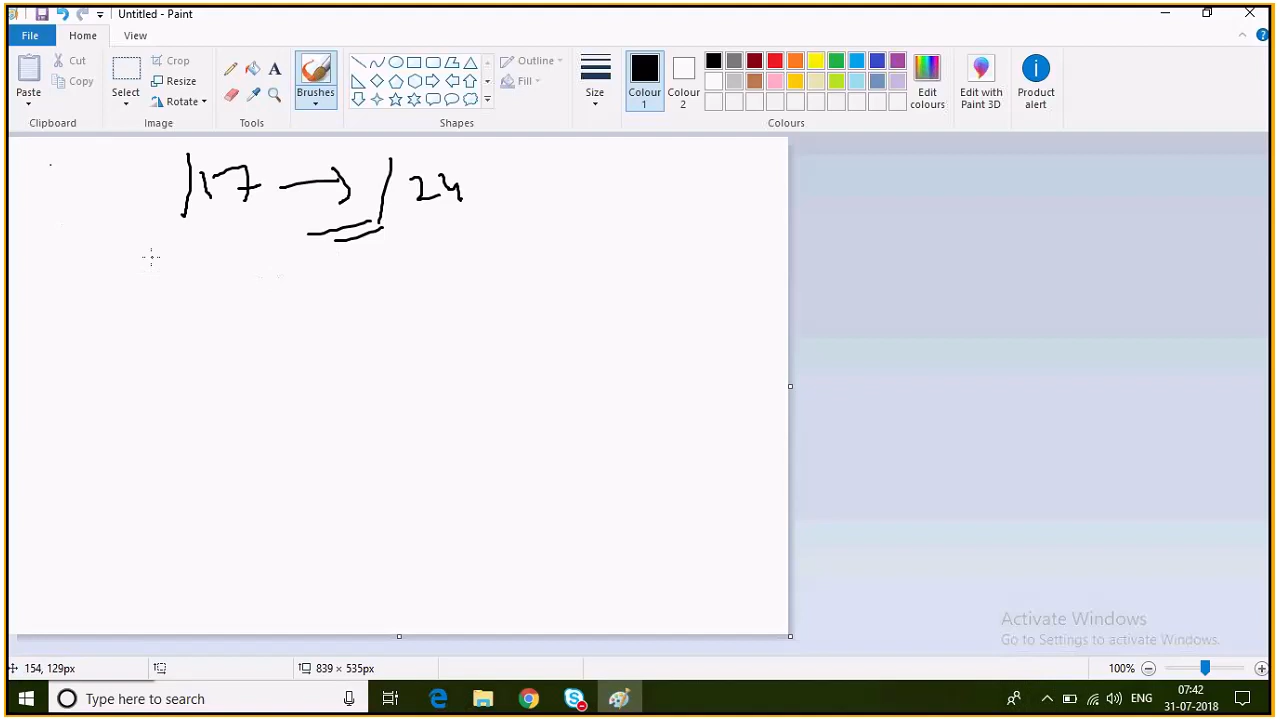 Untitled - Paint
File Home View
Paste
Cut
Copy
Clipboard
Select
Crop
Resize
Rotate
Image
A
Tools
Brushes
Outline
Fill
Shapes
Size
Colour 1
Colour 2
Edit colours
Colours
Edit with Paint 3D
Product alert
/17 → /24
Activate Windows
Go to Settings to activate Windows.
154, 129px 839 × 535px 100%
Type here to search ENG 07:42
31-07-2018